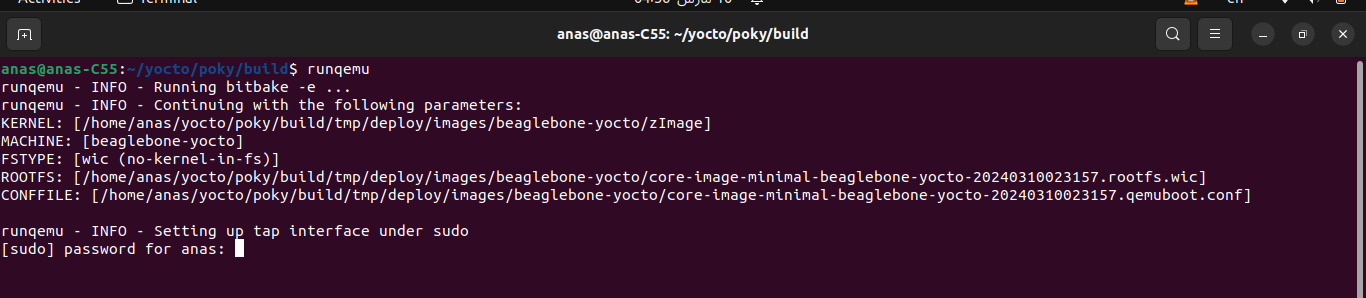 Activities Terminal 04:36 مارس 10 en
anas@anas-C55: ~/yocto/poky/build
anas@anas-C55:~/yocto/poky/build$ runqemu
runqemu - INFO - Running bitbake -e ...
runqemu - INFO - Continuing with the following parameters:
KERNEL: [/home/anas/yocto/poky/build/tmp/deploy/images/beaglebone-yocto/zImage]
MACHINE: [beaglebone-yocto]
FSTYPE: [wic (no-kernel-in-fs)]
ROOTFS: [/home/anas/yocto/poky/build/tmp/deploy/images/beaglebone-yocto/core-image-minimal-beaglebone-yocto-20240310023157.rootfs.wic]
CONFFILE: [/home/anas/yocto/poky/build/tmp/deploy/images/beaglebone-yocto/core-image-minimal-beaglebone-yocto-20240310023157.qemuboot.conf]
runqemu - INFO - Setting up tap interface under sudo
[sudo] password for anas: